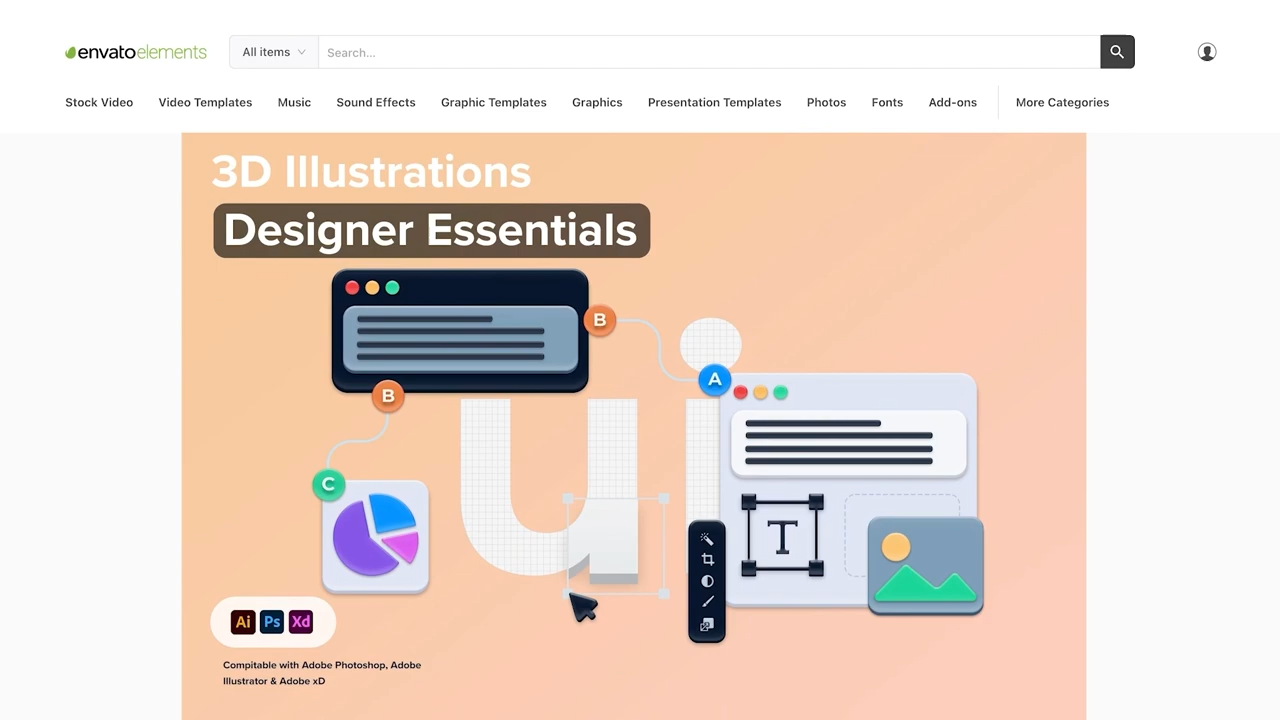 envatoelements
All items
Search...
Stock Video
Video Templates
Music
Sound Effects
Graphic Templates
Graphics
Presentation Templates
Photos
Fonts
Add-ons
More Categories
3D Illustrations
Designer Essentials
B
A
B
C
ui
T
Ai
Ps
Xd
Compitable with Adobe Photoshop, Adobe
Illustrator & Adobe xD